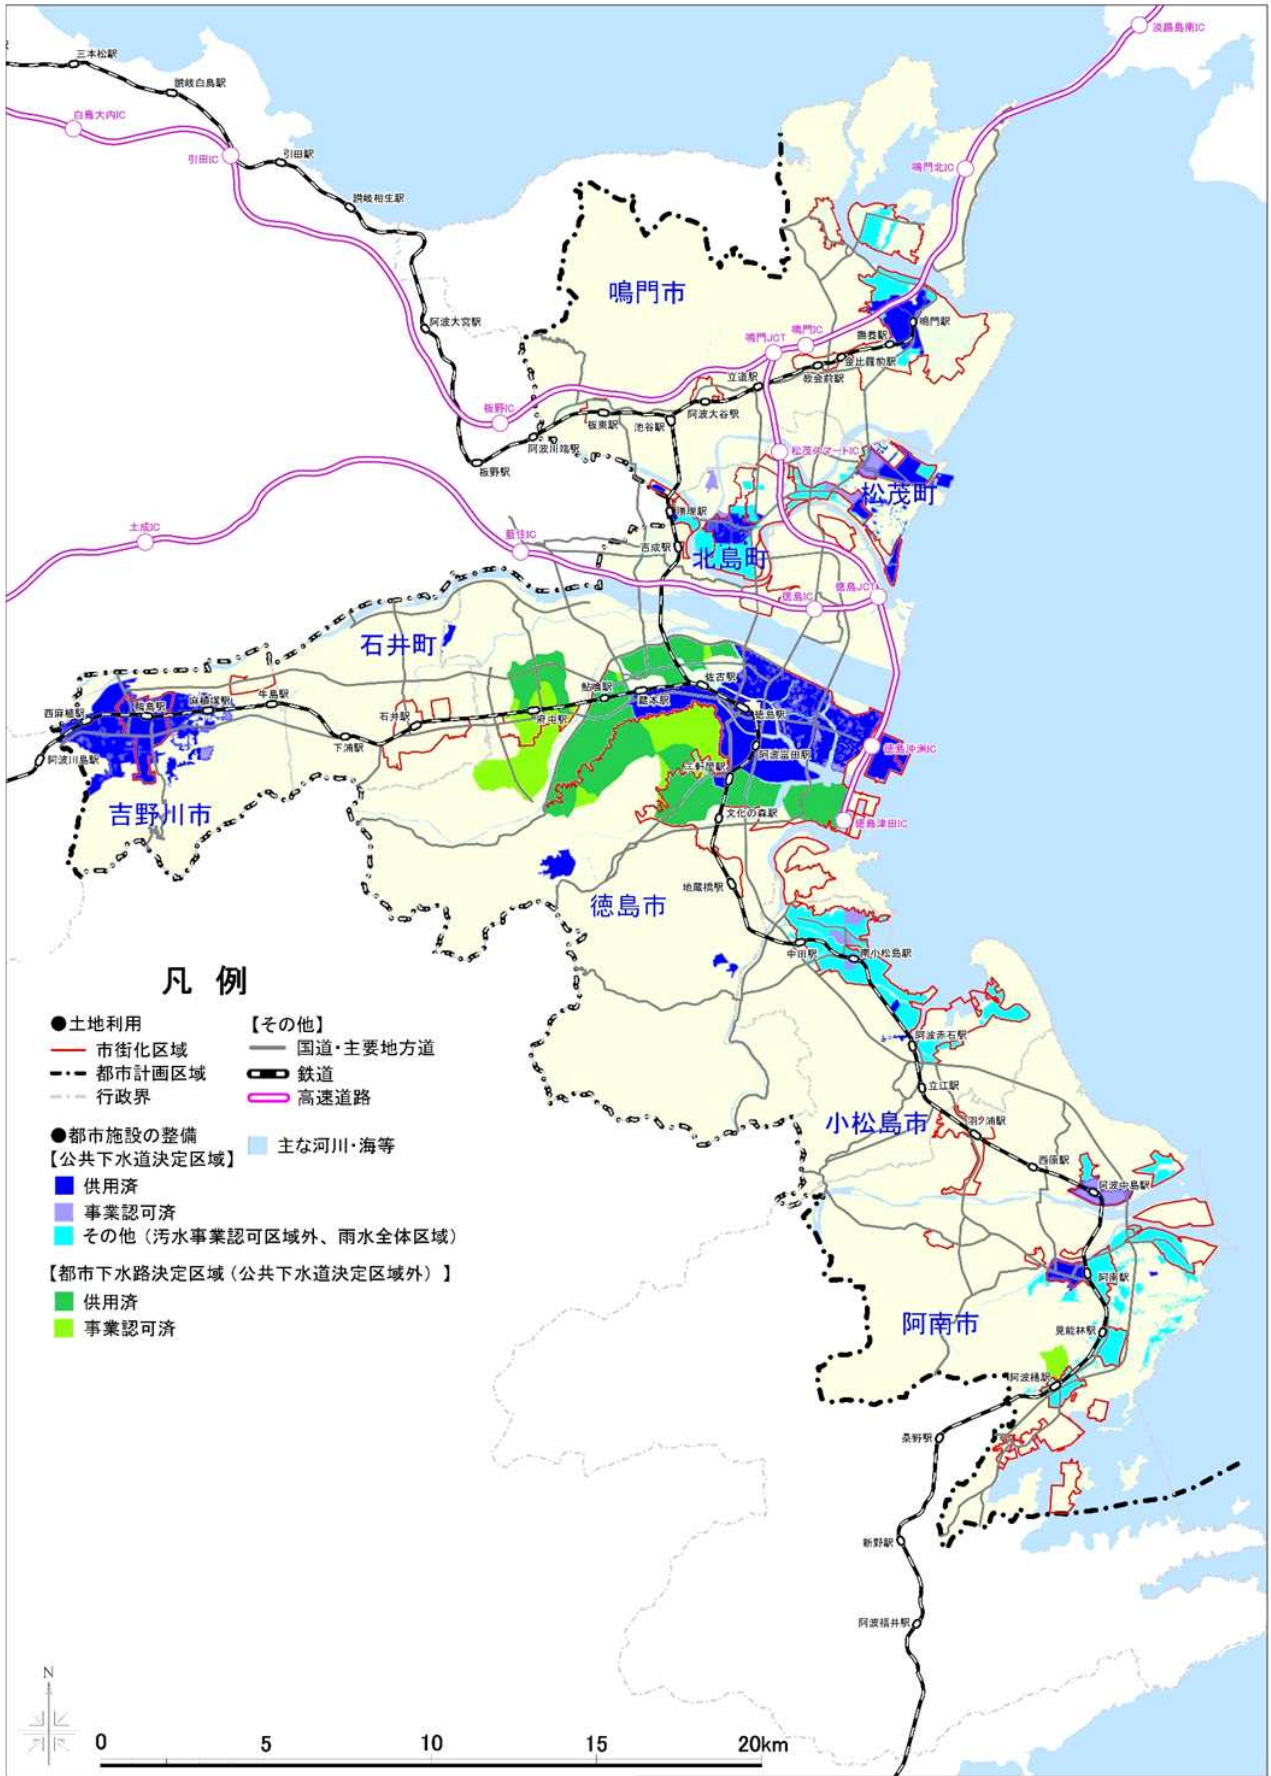 淡路島南IC
三本松駅
讃岐白鳥駅
白鳥大内IC
引田IC
引田駅
鳴門北IC
讃岐相生駅
鳴門市
阿波大宮駅
鳴門駅
撫養駅
鳴門JCT
鳴門IC
金比羅前駅
教会前駅
立道駅
阿波大谷駅
板野IC
板東駅
池谷駅
阿波川端駅
板野駅
松茂スマートIC
松茂町
勝瑞駅
土成IC
藍住IC
吉成駅
北島町
徳島JCT
徳島IC
石井町
佐古駅
鮎喰駅
蔵本駅
牛島駅
麻植塚駅
鴨島駅
西麻植駅
石井駅
府中駅
徳島駅
下浦駅
阿波富田駅
徳島沖洲IC
阿波川島駅
二軒屋駅
吉野川市
文化の森駅
徳島津田IC
地蔵橋駅
徳島市
中田駅
南小松島駅
阿波赤石駅
立江駅
小松島市
羽ノ浦駅
西原駅
阿波中島駅
阿南駅
阿南市
見能林駅
阿波橘駅
桑野駅
新野駅
阿波福井駅
凡 例
●土地利用
市街化区域
都市計画区域
行政界
【その他】
国道・主要地方道
鉄道
高速道路
主な河川・海等
●都市施設の整備
【公共下水道決定区域】
供用済
事業認可済
その他（汚水事業認可区域外、雨水全体区域）
【都市下水路決定区域（公共下水道決定区域外）】
供用済
事業認可済
N
0 5 10 15 20km